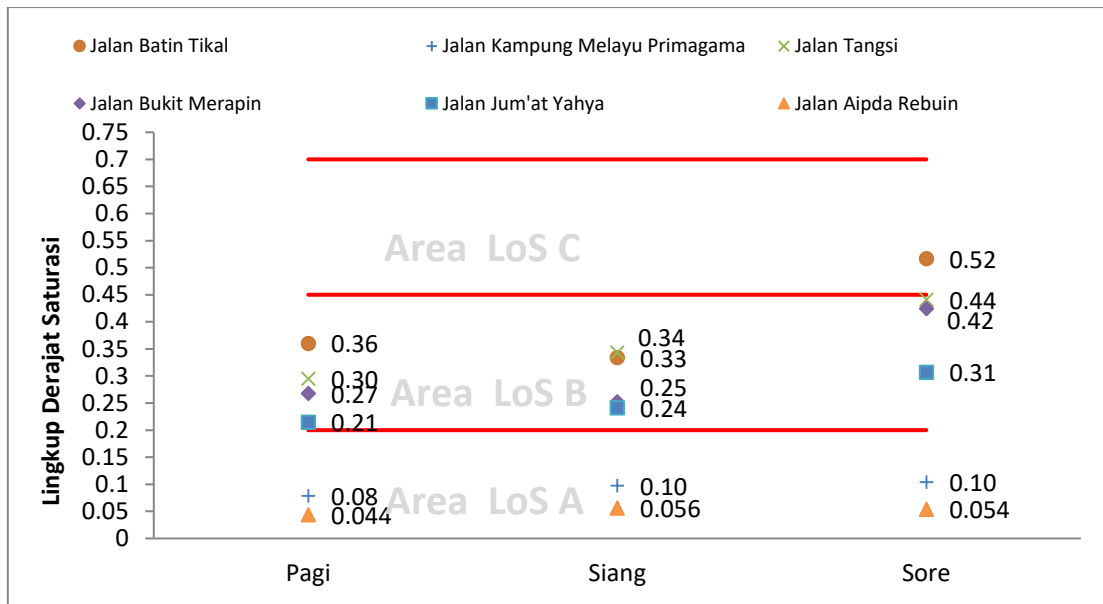 Jalan Batin Tikal
Jalan Kampung Melayu Primagama
Jalan Tangsi
Jalan Bukit Merapin
Jalan Jum'at Yahya
Jalan Aipda Rebuin
Lingkup Derajat Saturasi
0.75
0.7
0.65
0.6
0.55
0.5
0.45
0.4
0.35
0.3
0.25
0.2
0.15
0.1
0.05
0
Area LoS C
Area LoS B
Area LoS A
0.36
0.30
0.27
0.21
0.08
0.044
0.34
0.33
0.25
0.24
0.10
0.056
0.52
0.44
0.42
0.31
0.10
0.054
Pagi
Siang
Sore